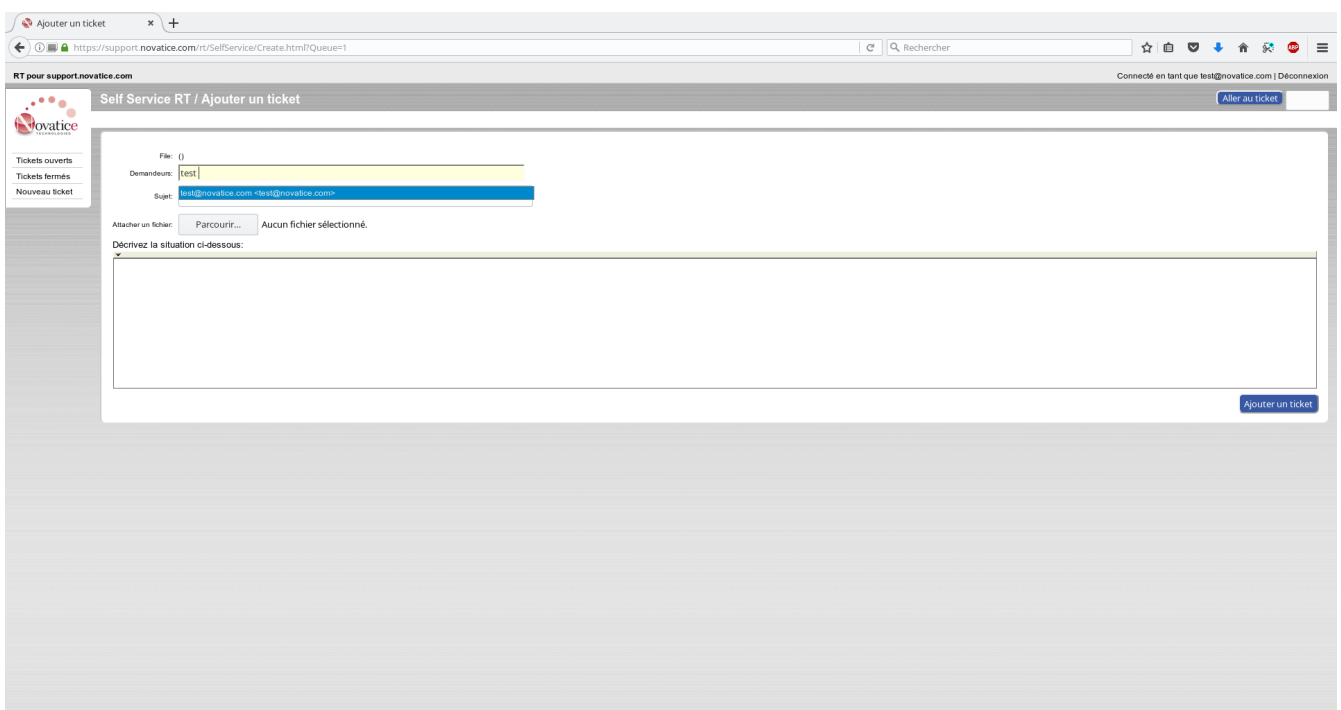 Ajouter un ticket
https://support.novatice.com/rt/SelfService/Create.html?Queue=1
Rechercher
ABP
RT pour support.novatice.com
Connecté en tant que test@novatice.com | Déconnexion
Self Service RT / Ajouter un ticket
Aller au ticket
Novatice
TECHNOLOGIES
Tickets ouverts
Tickets fermés
Nouveau ticket
File: ()
Demandeurs: test
Sujet: test@novatice.com <test@novatice.com>
Attacher un fichier: Parcourir... Aucun fichier sélectionné.
Décrivez la situation ci-dessous:
Ajouter un ticket